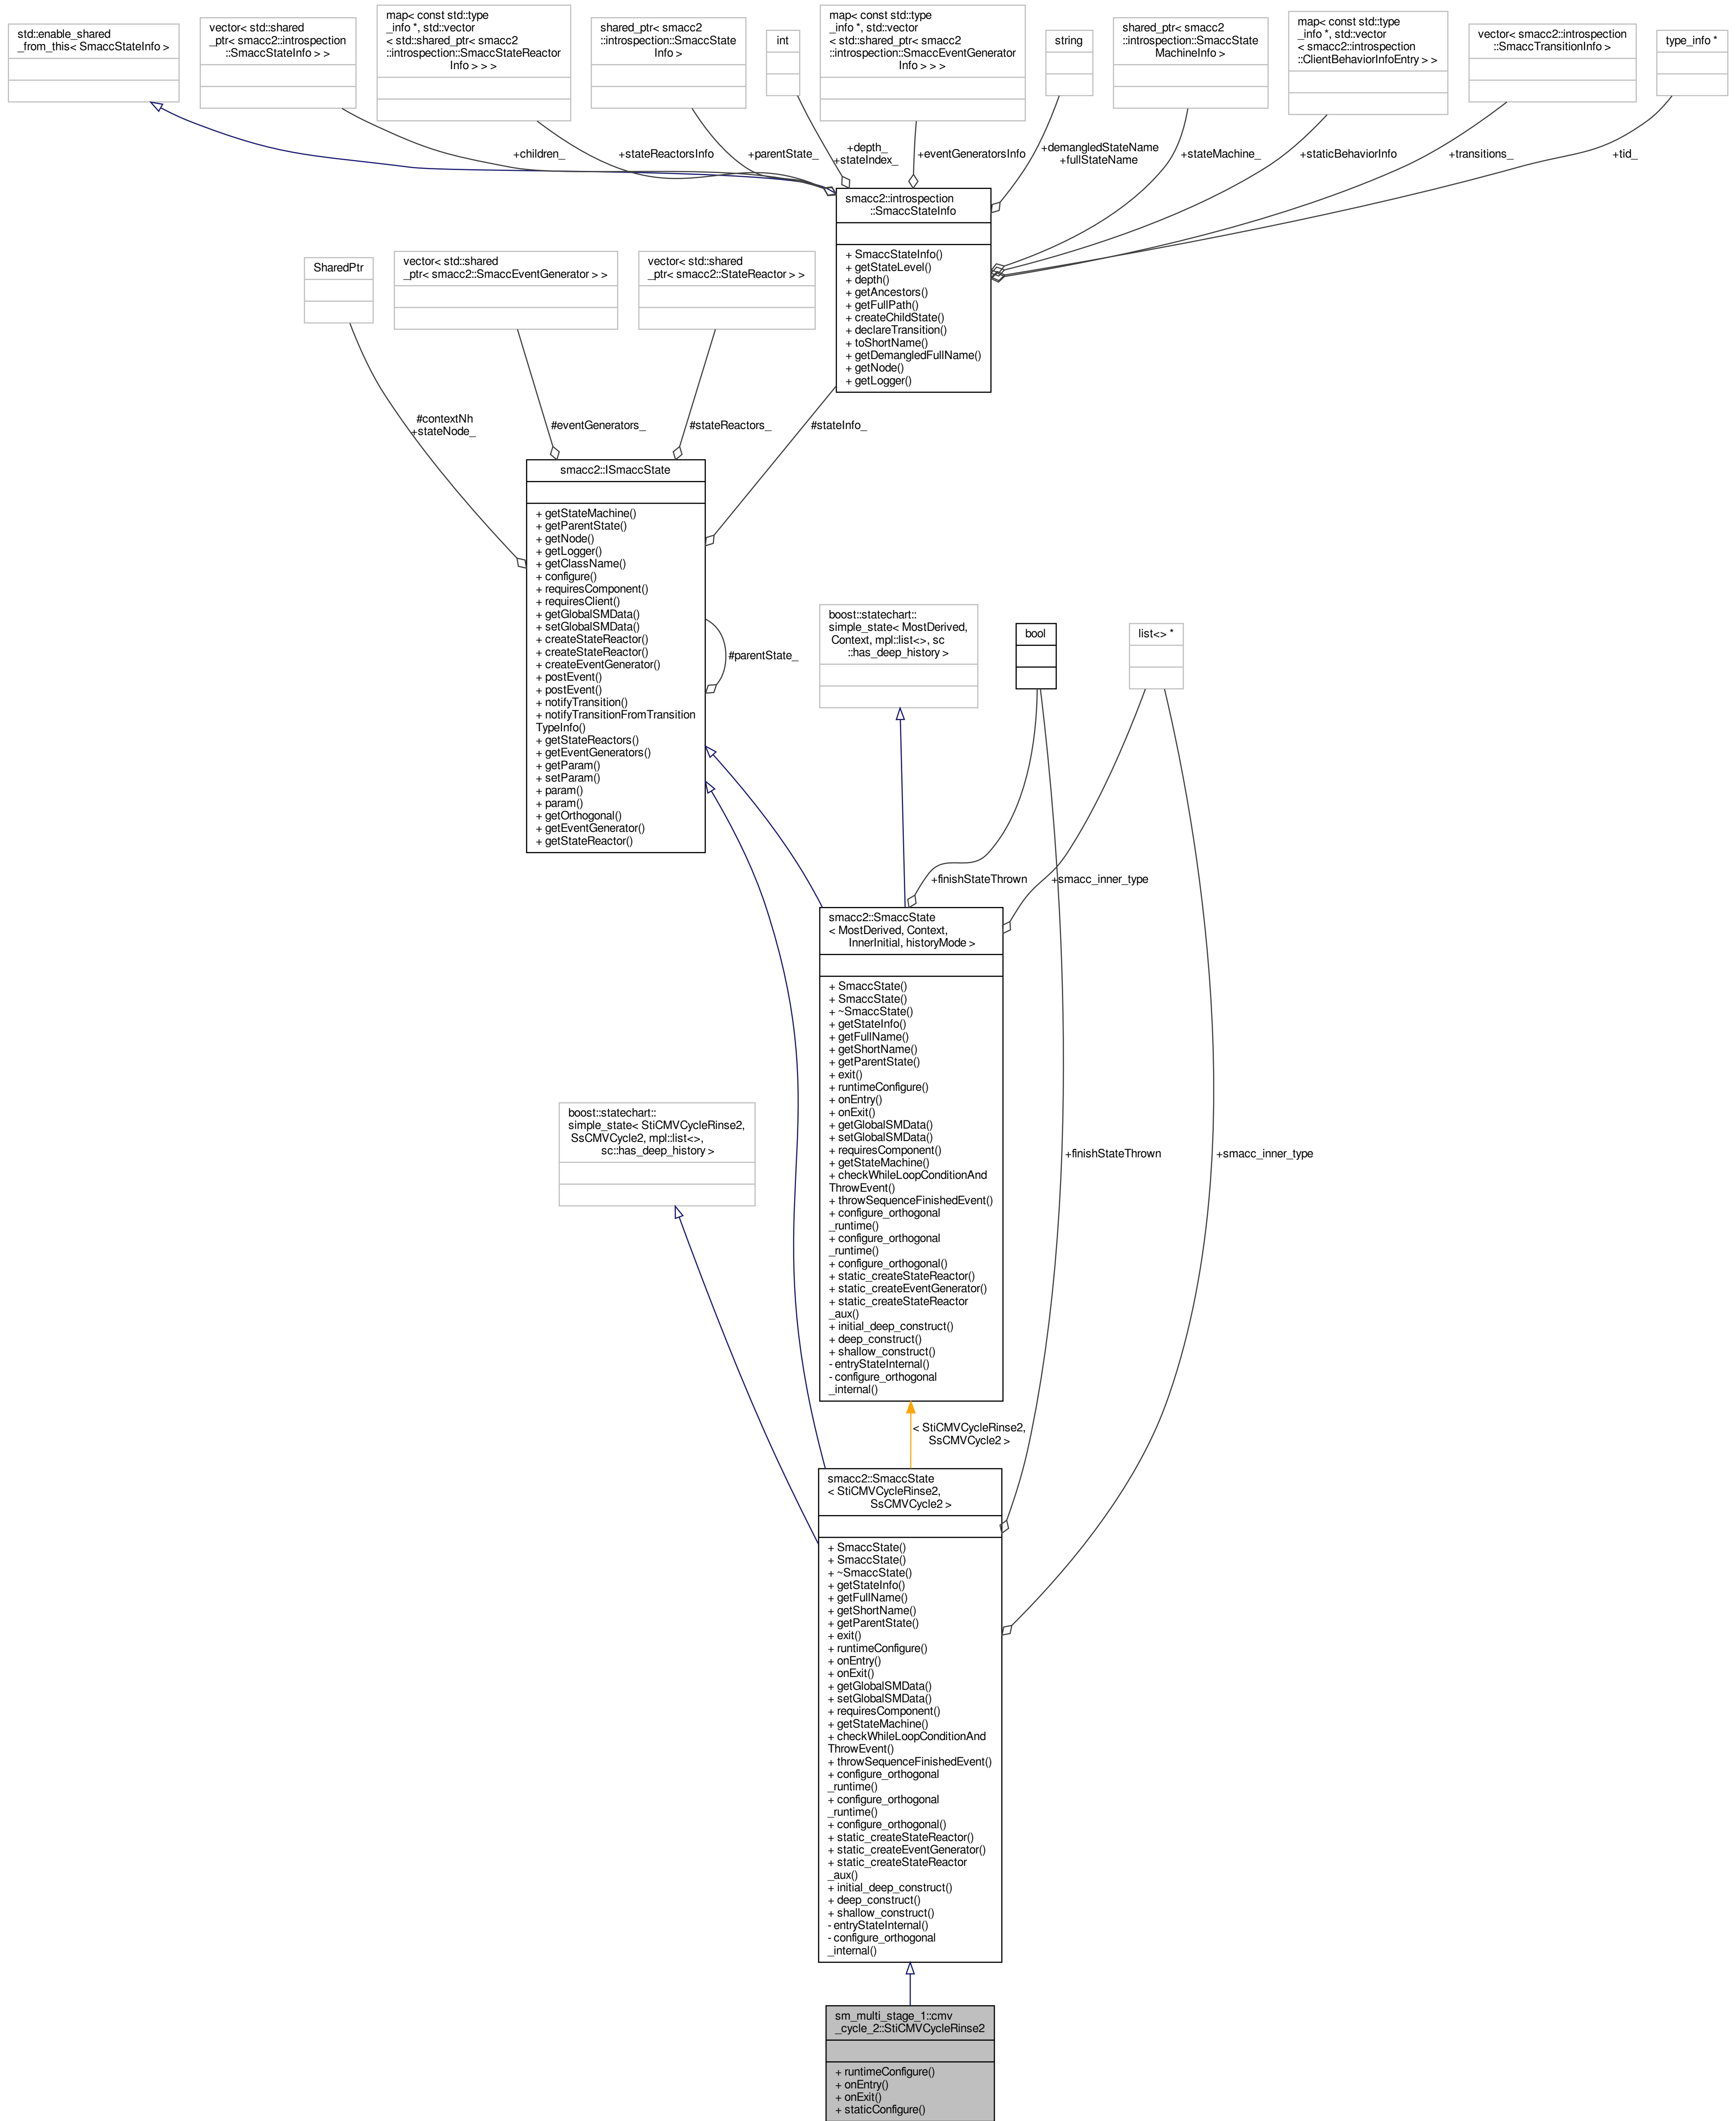 std::enable_shared
_from_this< SmaccStateInfo >
vector< std::shared
_ptr< smacc2::introspection
::SmaccStateInfo > >
map< const std::type
_info *, std::vector
< std::shared_ptr< smacc2
::introspection::SmaccStateReactor
Info > > >
shared_ptr< smacc2
::introspection::SmaccState
Info >
int
map< const std::type
_info *, std::vector
< std::shared_ptr< smacc2
::introspection::SmaccEventGenerator
Info > > >
string
shared_ptr< smacc2
::introspection::SmaccState
MachineInfo >
map< const std::type
_info *, std::vector
< smacc2::introspection
::ClientBehaviorInfoEntry > >
vector< smacc2::introspection
::SmaccTransitionInfo >
type_info *
+children_
+stateReactorsInfo
+parentState_
+depth_
+stateIndex_
+eventGeneratorsInfo
+demangledStateName
+fullStateName
+stateMachine_
+staticBehaviorInfo
+transitions_
+tid_
smacc2::introspection
::SmaccStateInfo
+ SmaccStateInfo()
+ getStateLevel()
+ depth()
+ getAncestors()
+ getFullPath()
+ createChildState()
+ declareTransition()
+ toShortName()
+ getDemangledFullName()
+ getNode()
+ getLogger()
SharedPtr
vector< std::shared
_ptr< smacc2::SmaccEventGenerator > >
vector< std::shared
_ptr< smacc2::StateReactor > >
#contextNh
+stateNode_
#eventGenerators_
#stateReactors_
#stateInfo_
smacc2::ISmaccState
+ getStateMachine()
+ getParentState()
+ getNode()
+ getLogger()
+ getClassName()
+ configure()
+ requiresComponent()
+ requiresClient()
+ getGlobalSMData()
+ setGlobalSMData()
+ createStateReactor()
+ createStateReactor()
+ createEventGenerator()
+ postEvent()
+ postEvent()
+ notifyTransition()
+ notifyTransitionFromTransition
TypeInfo()
+ getStateReactors()
+ getEventGenerators()
+ getParam()
+ setParam()
+ param()
+ param()
+ getOrthogonal()
+ getEventGenerator()
+ getStateReactor()
#parentState_
boost::statechart::
simple_state< MostDerived,
Context, mpl::list<>, sc
::has_deep_history >
bool
list<> *
+finishStateThrown
+smacc_inner_type
smacc2::SmaccState
< MostDerived, Context,
InnerInitial, historyMode >
+ SmaccState()
+ SmaccState()
+ ~SmaccState()
+ getStateInfo()
+ getFullName()
+ getShortName()
+ getParentState()
+ exit()
+ runtimeConfigure()
+ onEntry()
+ onExit()
+ getGlobalSMData()
+ setGlobalSMData()
+ requiresComponent()
+ getStateMachine()
+ checkWhileLoopConditionAnd
ThrowEvent()
+ throwSequenceFinishedEvent()
+ configure_orthogonal
_runtime()
+ configure_orthogonal
_runtime()
+ configure_orthogonal()
+ static_createStateReactor()
+ static_createEventGenerator()
+ static_createStateReactor
_aux()
+ initial_deep_construct()
+ deep_construct()
+ shallow_construct()
- entryStateInternal()
- configure_orthogonal
_internal()
boost::statechart::
simple_state< StiCMVCycleRinse2,
SsCMVCycle2, mpl::list<>,
sc::has_deep_history >
+finishStateThrown
+smacc_inner_type
< StiCMVCycleRinse2,
SsCMVCycle2 >
smacc2::SmaccState
< StiCMVCycleRinse2,
SsCMVCycle2 >
+ SmaccState()
+ SmaccState()
+ ~SmaccState()
+ getStateInfo()
+ getFullName()
+ getShortName()
+ getParentState()
+ exit()
+ runtimeConfigure()
+ onEntry()
+ onExit()
+ getGlobalSMData()
+ setGlobalSMData()
+ requiresComponent()
+ getStateMachine()
+ checkWhileLoopConditionAnd
ThrowEvent()
+ throwSequenceFinishedEvent()
+ configure_orthogonal
_runtime()
+ configure_orthogonal
_runtime()
+ configure_orthogonal()
+ static_createStateReactor()
+ static_createEventGenerator()
+ static_createStateReactor
_aux()
+ initial_deep_construct()
+ deep_construct()
+ shallow_construct()
- entryStateInternal()
- configure_orthogonal
_internal()
sm_multi_stage_1::cmv
_cycle_2::StiCMVCycleRinse2
+ runtimeConfigure()
+ onEntry()
+ onExit()
+ staticConfigure()